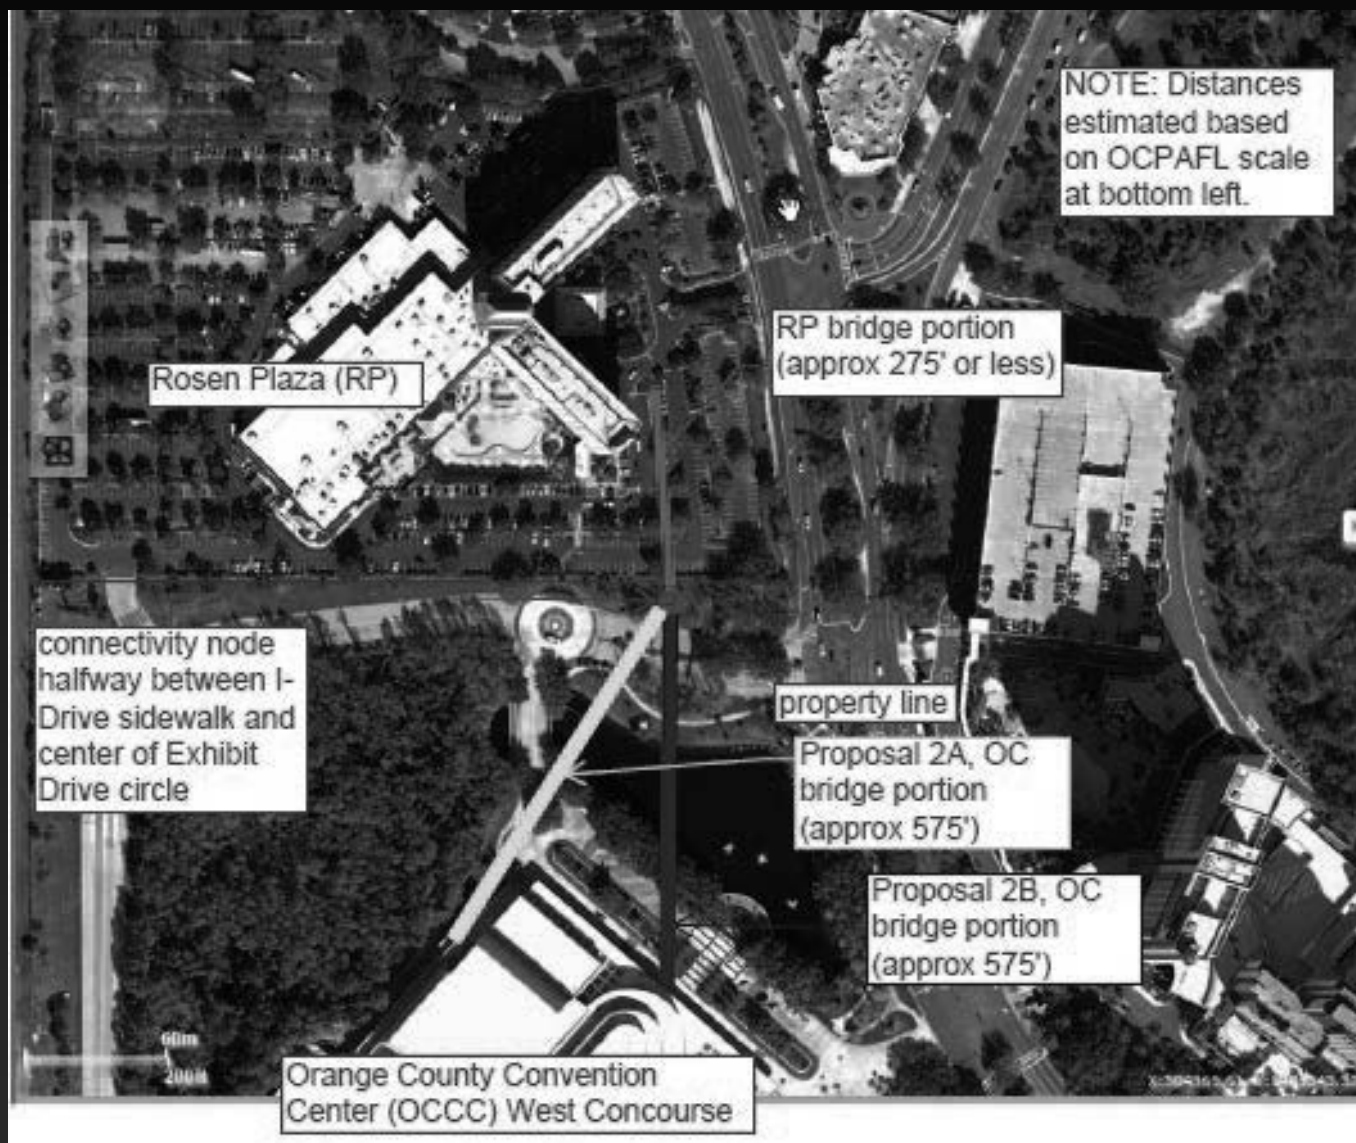 NOTE: Distances
estimated based
on OCPAFL scale
at bottom left.
RP bridge portion
(approx 275' or less)
Rosen Plaza (RP)
connectivity node
halfway between I-
Drive sidewalk and
center of Exhibit
Drive circle
property line
Proposal 2A, OC
bridge portion
(approx 575')
Proposal 2B, OC
bridge portion
(approx 575')
60m
200ft
Orange County Convention
Center (OCCC) West Concourse